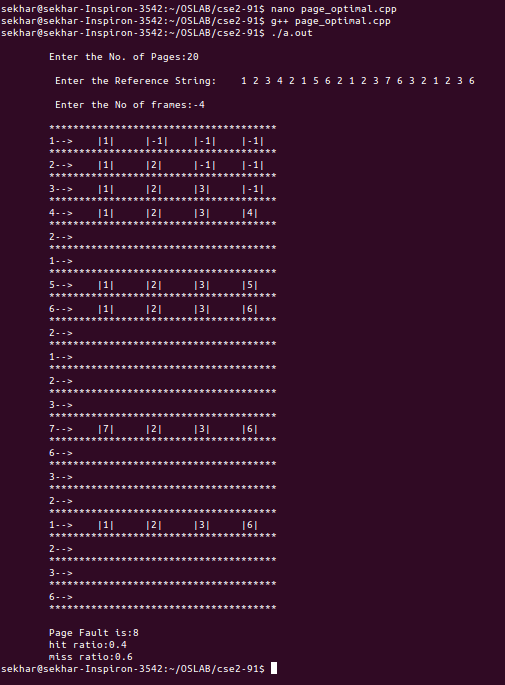 sekhar@sekhar-Inspiron-3542:~/OSLAB/cse2-91$ nano page_optimal.cpp
sekhar@sekhar-Inspiron-3542:~/OSLAB/cse2-91$ g++ page_optimal.cpp
sekhar@sekhar-Inspiron-3542:~/OSLAB/cse2-91$ ./a.out
Enter the No. of Pages:20
Enter the Reference String:    1 2 3 4 2 1 5 6 2 1 2 3 7 6 3 2 1 2 3 6
Enter the No of frames:-4
**************************************
1-->    |1|     |-1|    |-1|    |-1|
**************************************
2-->    |1|     |2|     |-1|    |-1|
**************************************
3-->    |1|     |2|     |3|     |-1|
**************************************
4-->    |1|     |2|     |3|     |4|
**************************************
2-->
**************************************
1-->
**************************************
5-->    |1|     |2|     |3|     |5|
**************************************
6-->    |1|     |2|     |3|     |6|
**************************************
2-->
**************************************
1-->
**************************************
2-->
**************************************
3-->
**************************************
7-->    |7|     |2|     |3|     |6|
**************************************
6-->
**************************************
3-->
**************************************
2-->
**************************************
1-->    |1|     |2|     |3|     |6|
**************************************
2-->
**************************************
3-->
**************************************
6-->
**************************************
Page Fault is:8
hit ratio:0.4
miss ratio:0.6
sekhar@sekhar-Inspiron-3542:~/OSLAB/cse2-91$